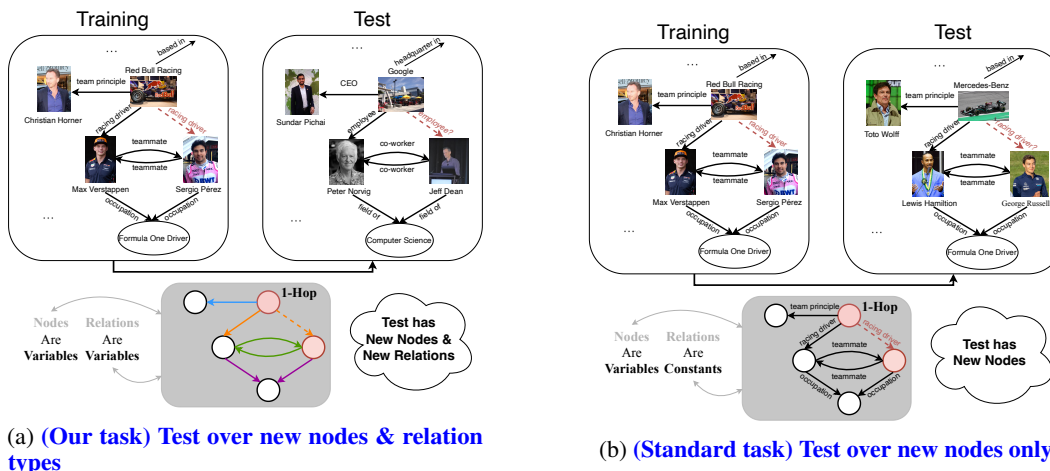 Training
Test
...
based in
Red Bull Racing
team principle
Christian Horner
racing driver
racing driver
teammate
teammate
Max Verstappen
Sergio Pérez
occupation
occupation
...
Formula One Driver
...
headquarter in
Google
CEO
Sundar Pichai
employee
employee?
co-worker
co-worker
Peter Norvig
Jeff Dean
field of
field of
...
Computer Science
1-Hop
Nodes
Are
Variables
Relations
Are
Variables
Test has
New Nodes &
New Relations
(a) (Our task) Test over new nodes & relation
types
Training
Test
...
based in
Red Bull Racing
team principle
Christian Horner
racing driver
racing driver
teammate
teammate
Max Verstappen
Sergio Pérez
occupation
occupation
...
Formula One Driver
...
based in
Mercedes-Benz
team principle
Toto Wolff
racing driver
racing driver?
teammate
teammate
Lewis Hamilton
George Russell
occupation
occupation
...
Formula One Driver
1-Hop
team principle
racing driver
racing driver
teammate
teammate
occupation
occupation
Nodes
Are
Variables
Relations
Are
Constants
Test has
New Nodes
(b) (Standard task) Test over new nodes only